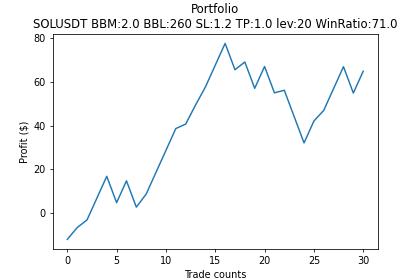 Portfolio
SOLUSDT BBM:2.0 BBL:260 SL:1.2 TP:1.0 lev:20 WinRatio:71.0
80
60
40
20
0
Profit ($)
0 5 10 15 20 25 30
Trade counts